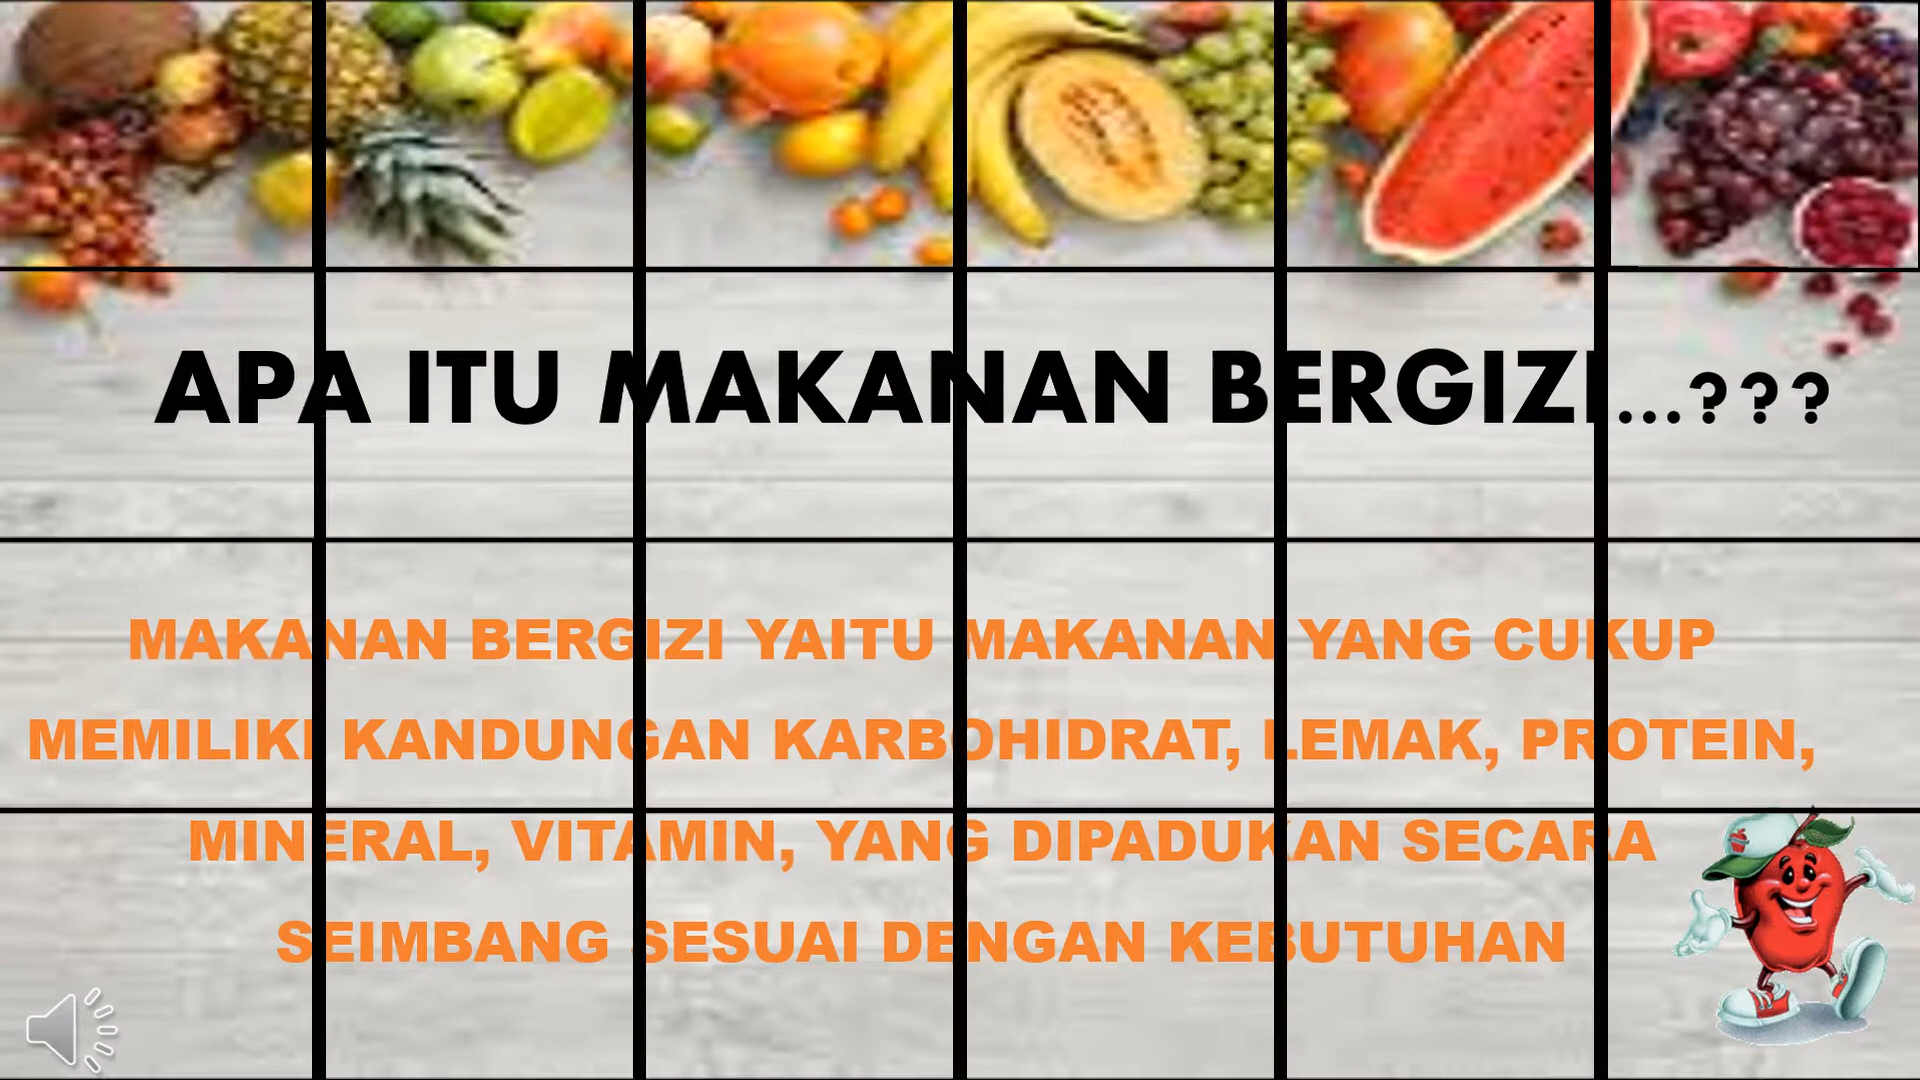 APA ITU MAKANAN BERGIZI...???
MAKANAN BERGIZI YAITU MAKANAN YANG CUKUP
MEMILIKI KANDUNGAN KARBOHIDRAT, LEMAK, PROTEIN,
MINERAL, VITAMIN, YANG DIPADUKAN SECARA
SEIMBANG SESUAI DENGAN KEBUTUHAN